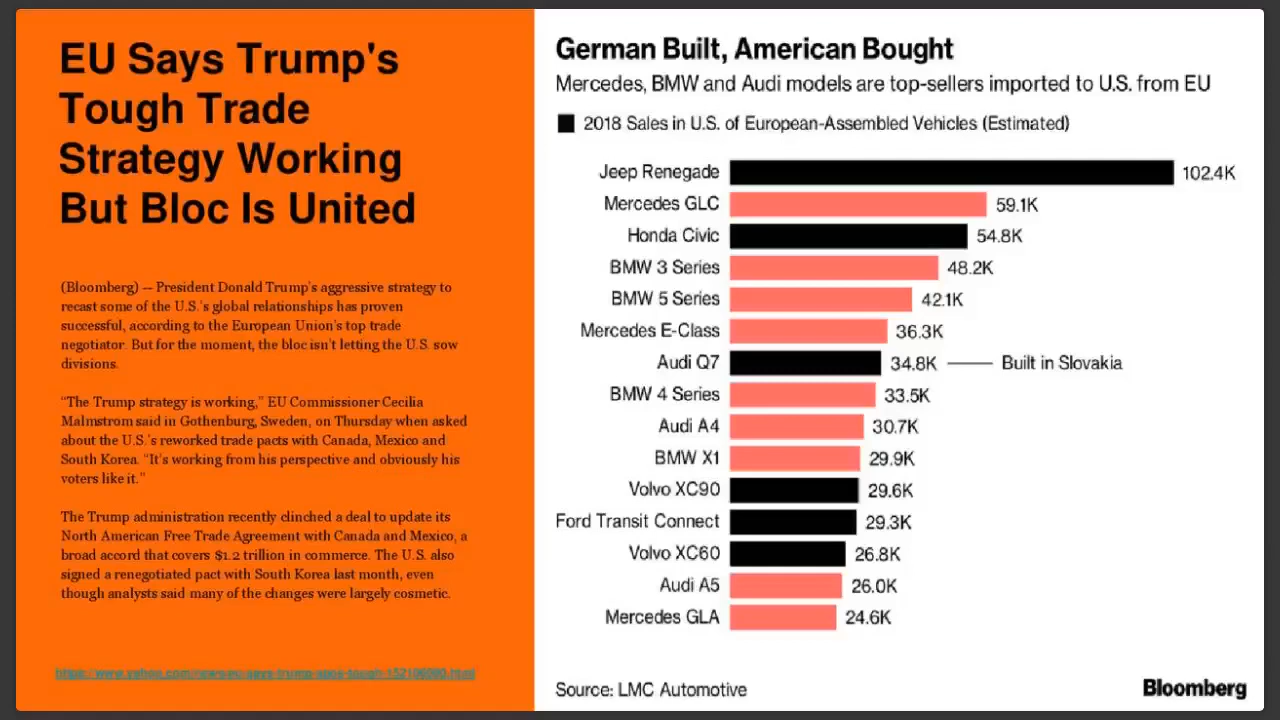 EU Says Trump's
Tough Trade
Strategy Working
But Bloc Is United
(Bloomberg) -- President Donald Trump's aggressive strategy to
recast some of the U.S.'s global relationships has proven
successful, according to the European Union's top trade
negotiator. But for the moment, the bloc isn't letting the U.S. sow
divisions.
“The Trump strategy is working,” EU Commissioner Cecilia
Malmstrom said in Gothenburg, Sweden, on Thursday when asked
about the U.S.'s reworked trade pacts with Canada, Mexico and
South Korea. “It's working from his perspective and obviously his
voters like it.”
The Trump administration recently clinched a deal to update its
North American Free Trade Agreement with Canada and Mexico, a
broad accord that covers $1.2 trillion in commerce. The U.S. also
signed a renegotiated pact with South Korea last month, even
though analysts said many of the changes were largely cosmetic.
German Built, American Bought
Mercedes, BMW and Audi models are top-sellers imported to U.S. from EU
2018 Sales in U.S. of European-Assembled Vehicles (Estimated)
Jeep Renegade 102.4K
Mercedes GLC 59.1K
Honda Civic 54.8K
BMW 3 Series 48.2K
BMW 5 Series 42.1K
Mercedes E-Class 36.3K
Audi Q7 34.8K Built in Slovakia
BMW 4 Series 33.5K
Audi A4 30.7K
BMW X1 29.9K
Volvo XC90 29.6K
Ford Transit Connect 29.3K
Volvo XC60 26.8K
Audi A5 26.0K
Mercedes GLA 24.6K
Source: LMC Automotive
Bloomberg